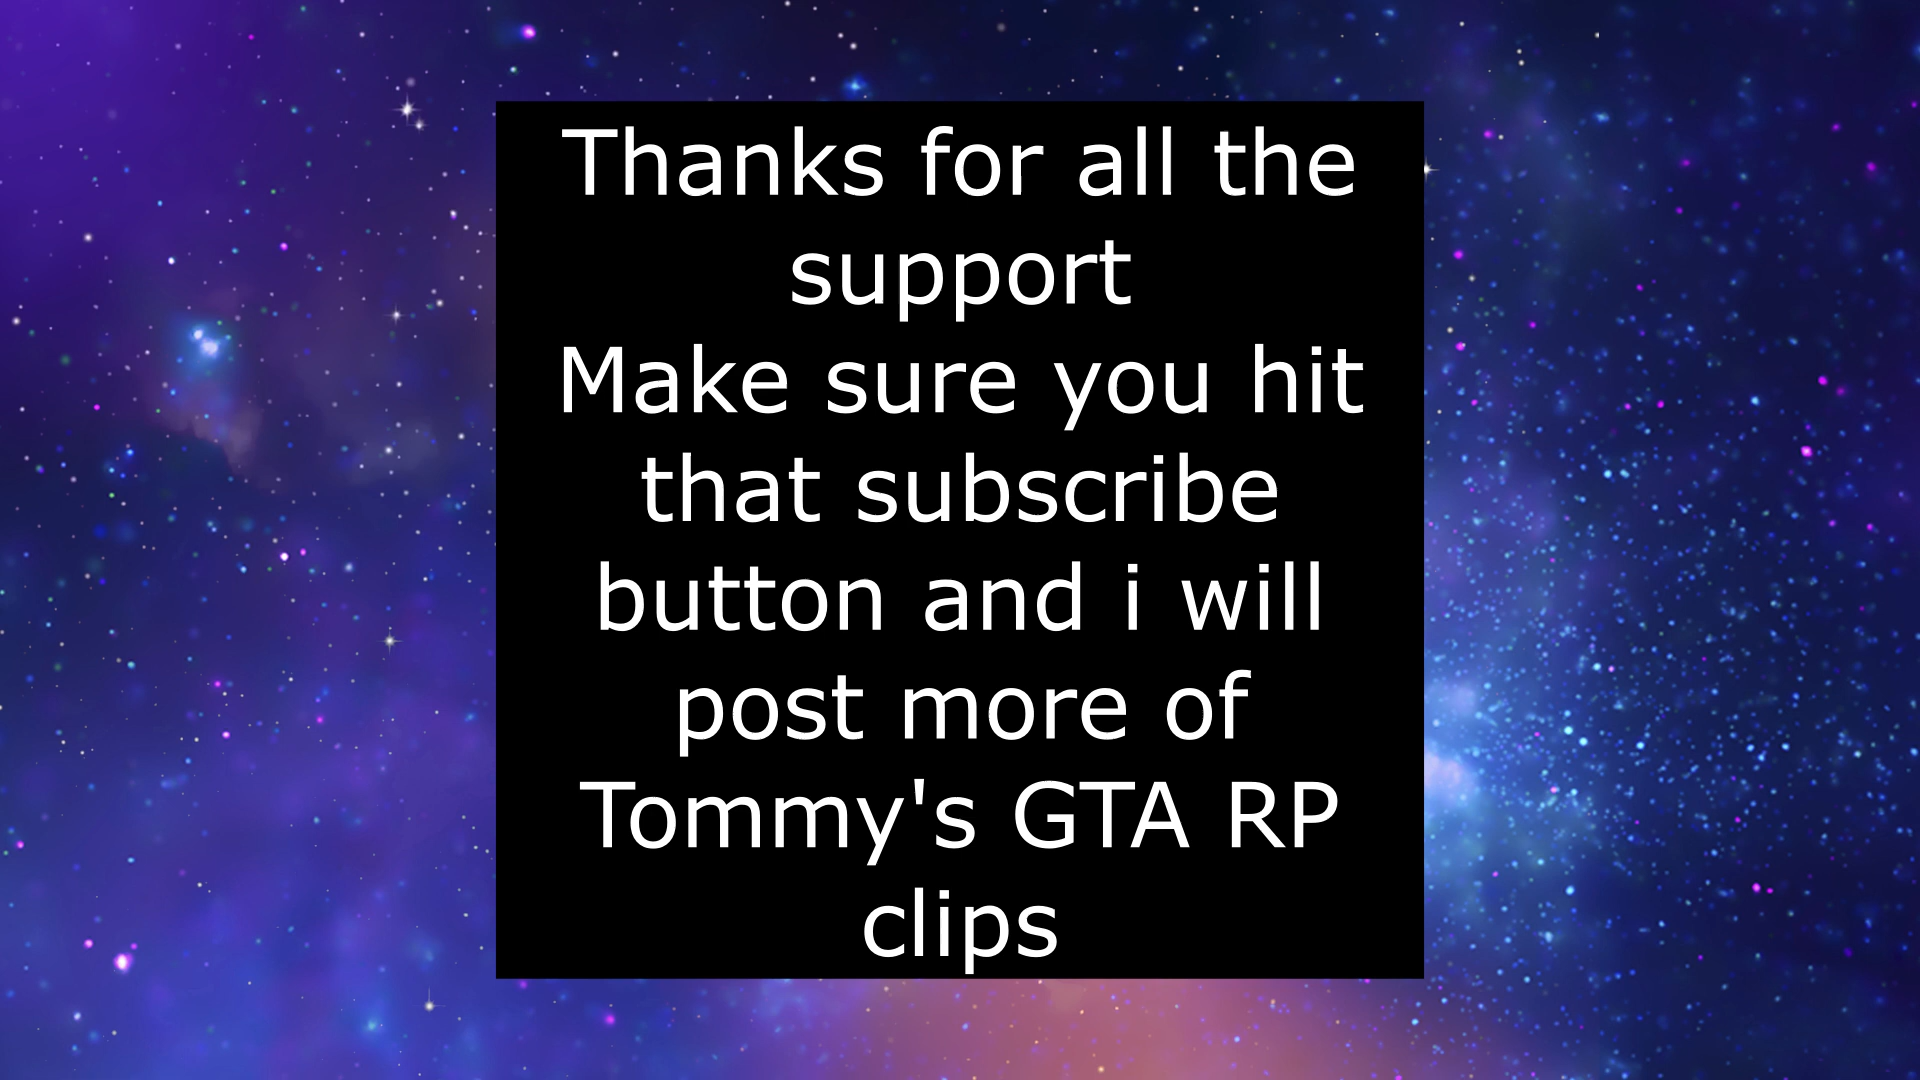 Thanks for all the
support
Make sure you hit
that subscribe
button and i will
post more of
Tommy's GTA RP
clips